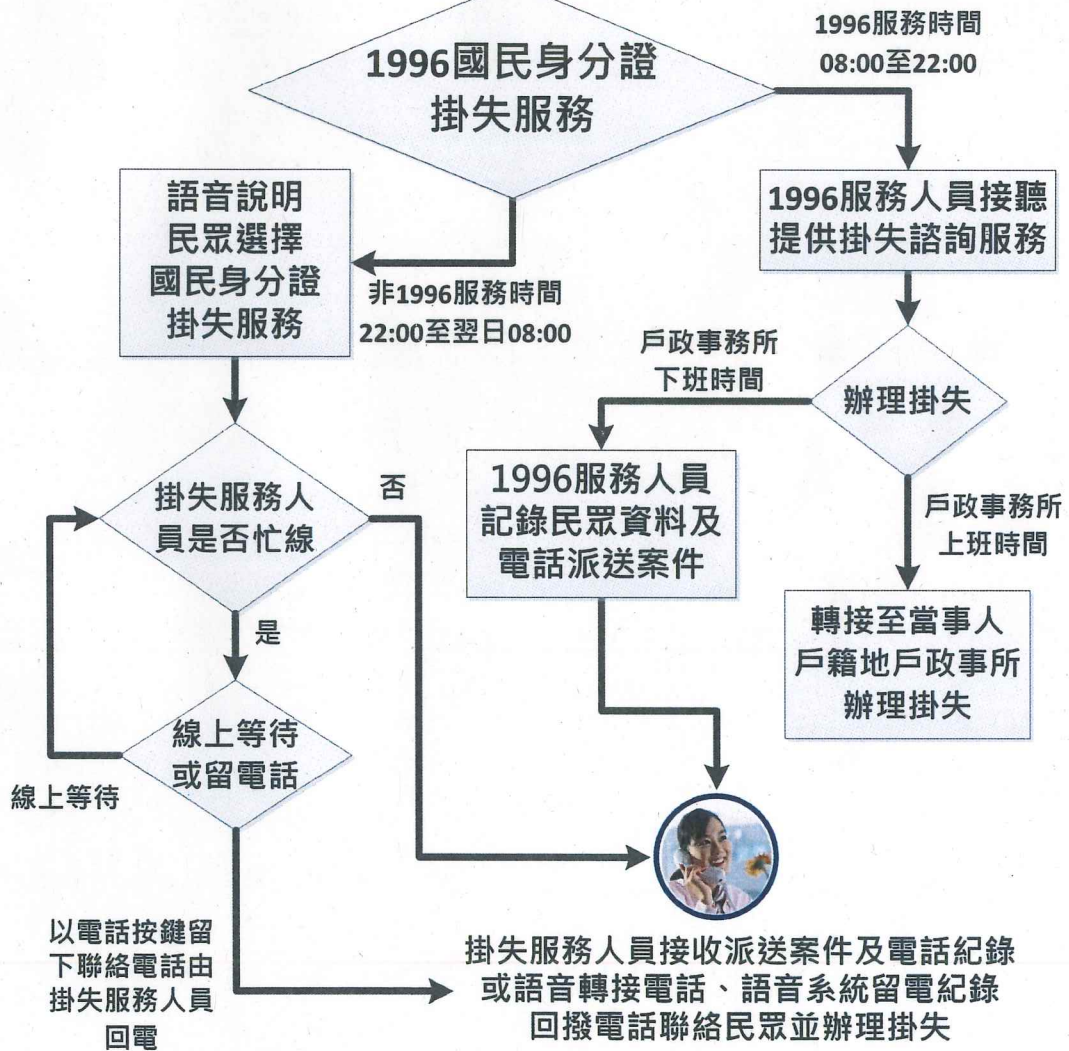 1996國民身分證
掛失服務
1996服務時間
08:00至22:00
語音說明
民眾選擇
國民身分證
掛失服務
非1996服務時間
22:00至翌日08:00
1996服務人員接聽
提供掛失諮詢服務
戶政事務所
下班時間
辦理掛失
掛失服務人
員是否忙線
否
是
1996服務人員
記錄民眾資料及
電話派送案件
戶政事務所
上班時間
轉接至當事人
戶籍地戶政事所
辦理掛失
線上等待
或留電話
線上等待
以電話按鍵留
下聯絡電話由
掛失服務人員
回電
掛失服務人員接收派送案件及電話紀錄
或語音轉接電話、語音系統留電紀錄
回撥電話聯絡民眾並辦理掛失